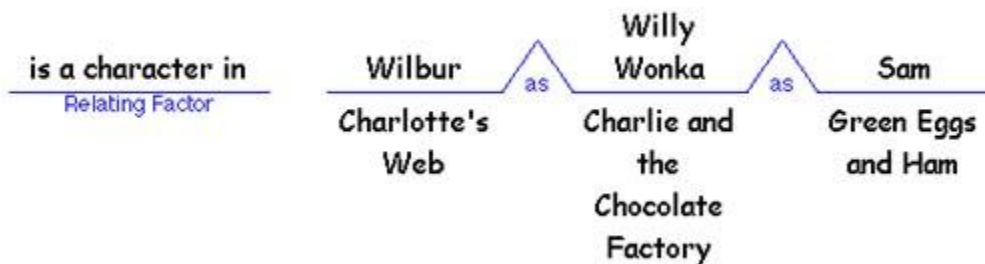 is a character in
Relating Factor
Wilbur
as
Willy
Wonka
as
Sam
Charlotte's
Web
Charlie and
the
Chocolate
Factory
Green Eggs
and Ham